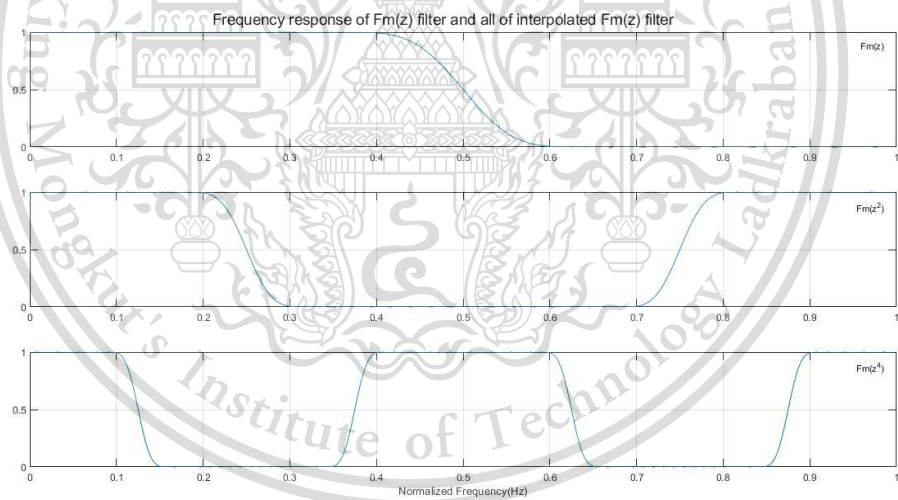 Frequency response of Fm(z) filter and all of interpolated Fm(z) filter
1
Fm(z)
0.5
0
0 0.1 0.2 0.3 0.4 0.5 0.6 0.7 0.8 0.9 1
1
Fm(z²)
0.5
0
0 0.1 0.2 0.3 0.4 0.5 0.6 0.7 0.8 0.9 1
1
Fm(z⁴)
0.5
0
0 0.1 0.2 0.3 0.4 0.5 0.6 0.7 0.8 0.9 1
Normalized Frequency(Hz)
Mongkut's Institute of Technology Ladkraban